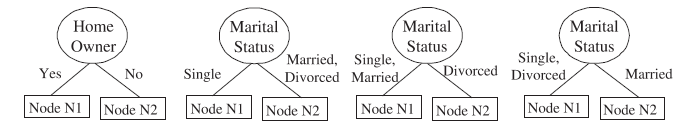 Home
Owner
Yes
No
Node N1
Node N2
Marital
Status
Single
Married,
Divorced
Node N1
Node N2
Marital
Status
Single,
Married
Divorced
Node N1
Node N2
Marital
Status
Single,
Divorced
Married
Node N1
Node N2